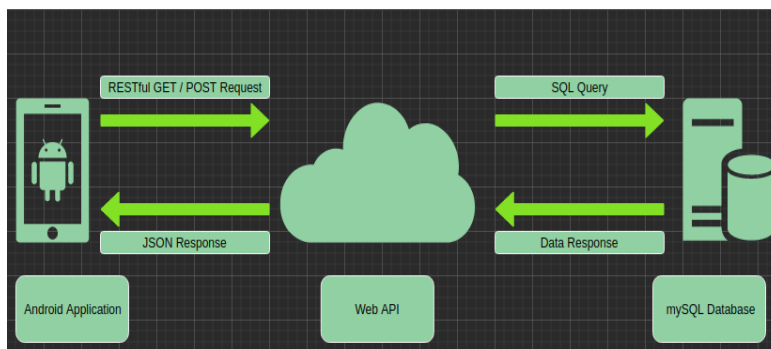 RESTful GET / POST Request
SQL Query
JSON Response
Data Response
Android Application
Web API
mySQL Database